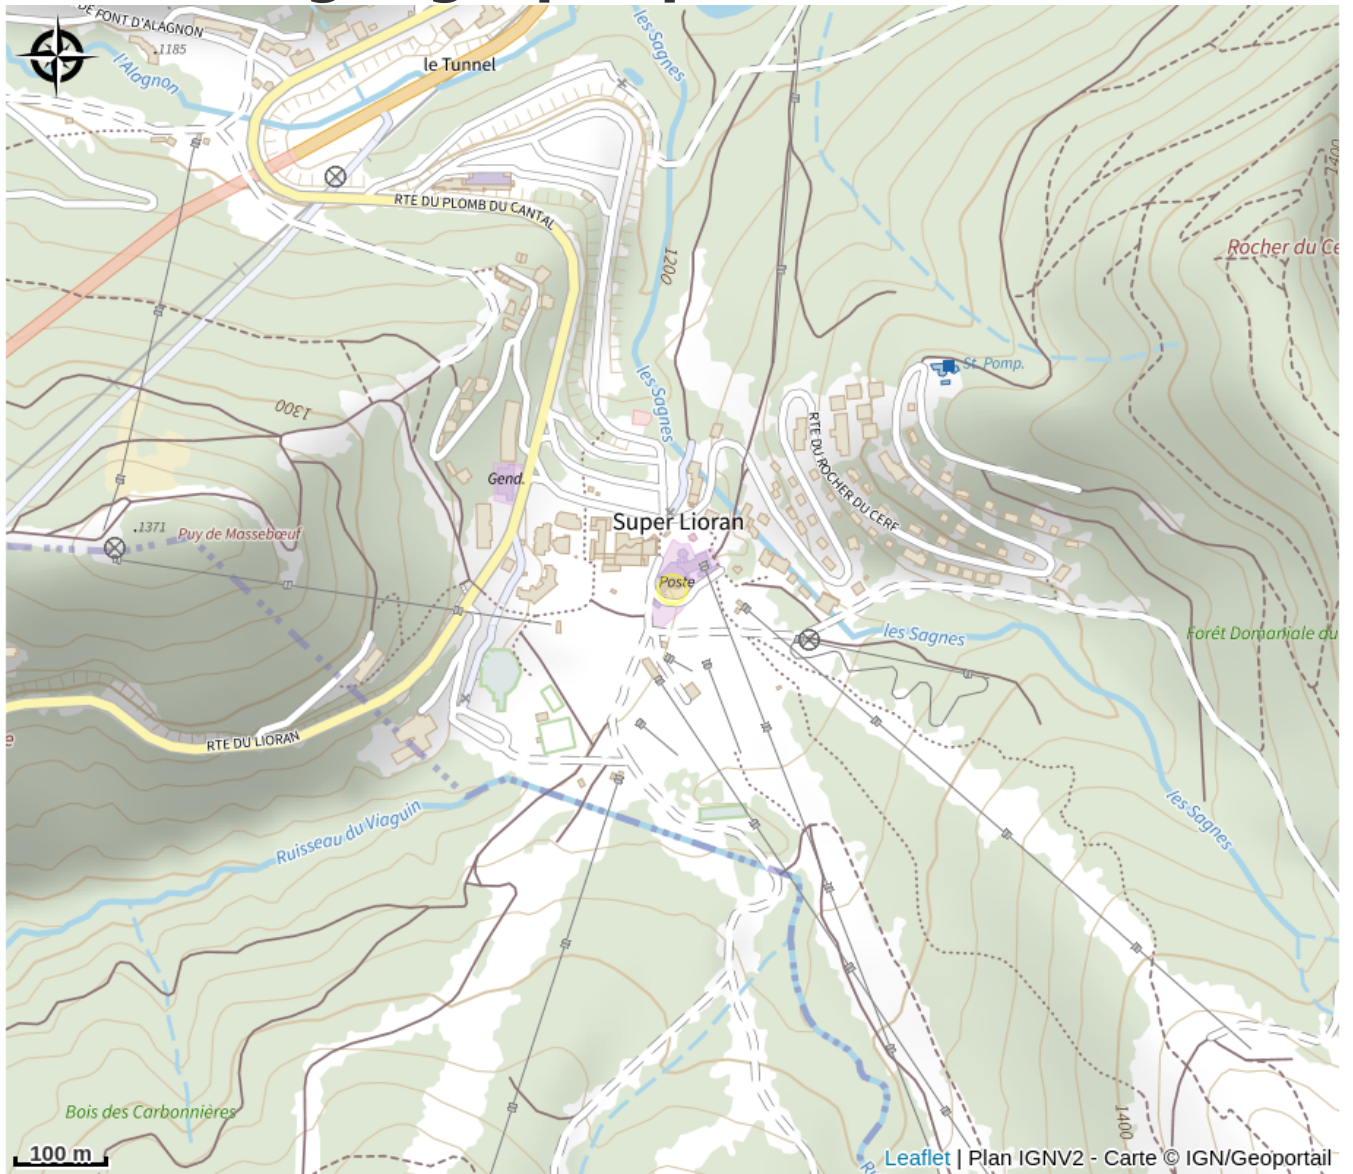 DE FONT D'ALAGNON
.1185
l'Alagnon
le Tunnel
les Sagnes
RTE DU PLOMB DU CANTAL
1200
1400
Rocher du Ce
St. Pomp.
les Sagnes
1300
RTE DU ROCHER DU CERF
Gend.
Super Lioran
.1371
Puy de Massebœuf
Poste
les Sagnes
Forêt Domaniale du
e
RTE DU LIORAN
les Sagnes
Ruisseau du Viaguin
Bois des Carbonnières
1400
100 m
R
Leaflet | Plan IGNV2 - Carte © IGN/Geoportail